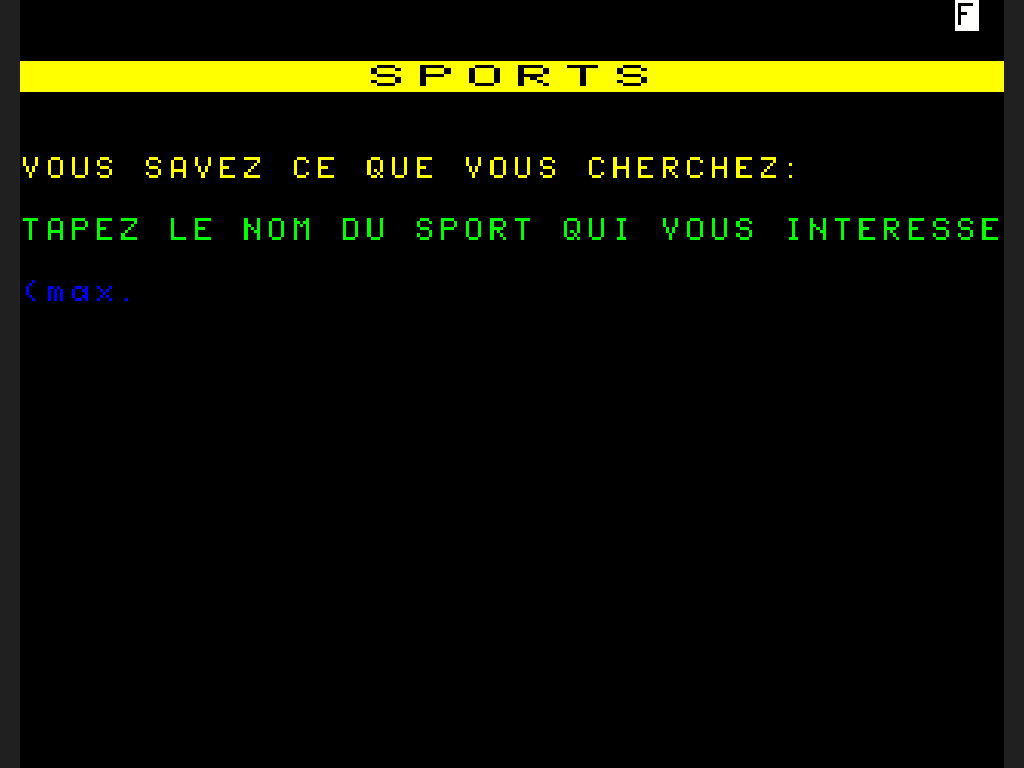 F
SPORTS
VOUS SAVEZ CE QUE VOUS CHERCHEZ:
TAPEZ LE NOM DU SPORT QUI VOUS INTERESSE
(max.